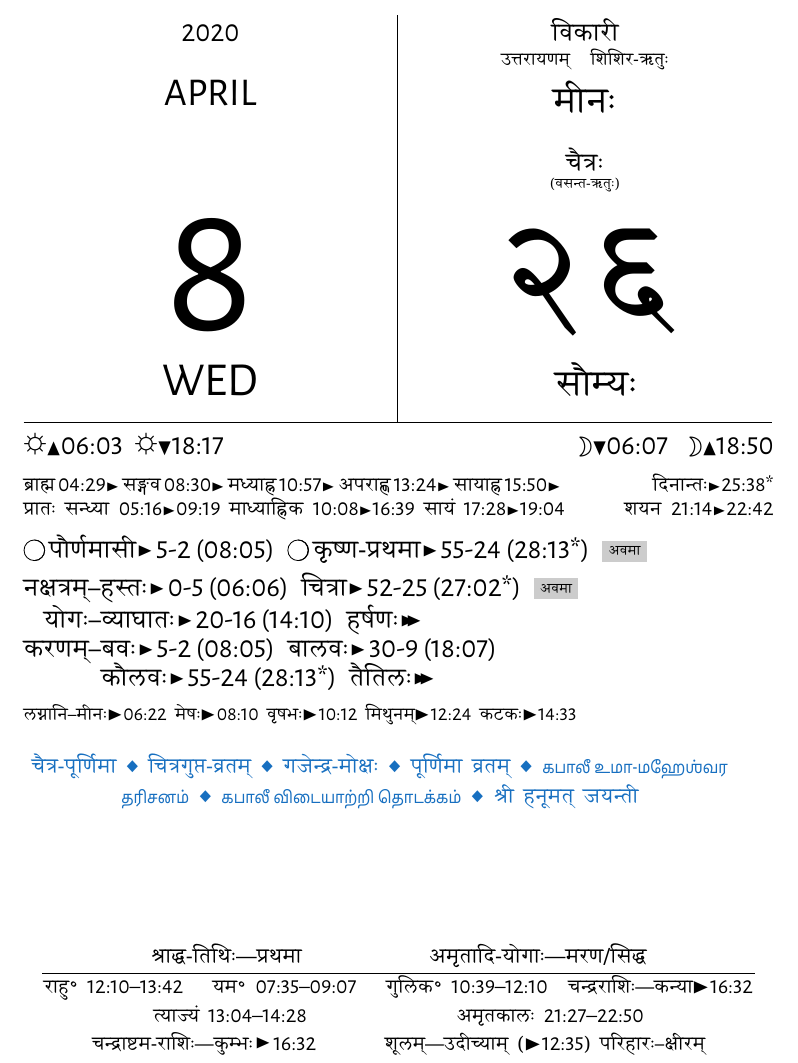 2020
APRIL
8
WED
विकारी
उत्तरायणम् शिशिर-ऋतुः
मीनः
चैत्रः
(वसन्त-ऋतुः)
२६
सौम्यः
☼▲06:03 ☼▼18:17 ☽▼06:07 ☽▲18:50
ब्राह्म 04:29► सङ्गव 08:30► मध्याह्न 10:57► अपराह्ण 13:24► सायाह्न 15:50► दिनान्तः►25:38*
प्रातः सन्ध्या 05:16►09:19 माध्याह्निक 10:08►16:39 सायं 17:28►19:04 शयन 21:14►22:42
◯पौर्णमासी►5-2 (08:05) ◯कृष्ण-प्रथमा►55-24 (28:13*) अवमा
नक्षत्रम्–हस्तः►0-5 (06:06) चित्रा►52-25 (27:02*) अवमा
योगः–व्याघातः►20-16 (14:10) हर्षणः►►
करणम्–बवः►5-2 (08:05) बालवः►30-9 (18:07)
कौलवः►55-24 (28:13*) तैतिलः►►
लग्नानि–मीनः►06:22 मेषः►08:10 वृषभः►10:12 मिथुनम्►12:24 कटकः►14:33
चैत्र-पूर्णिमा ◆ चित्रगुप्त-व्रतम् ◆ गजेन्द्र-मोक्षः ◆ पूर्णिमा व्रतम् ◆ கபாலீ உமா-மஹேஶ்வர
தரிசனம் ◆ கபாலீ விடையாற்றி தொடக்கம் ◆ श्री हनूमत् जयन्ती
श्राद्ध-तिथिः—प्रथमा अमृतादि-योगाः—मरण/सिद्ध
राहु॰ 12:10–13:42 यम॰ 07:35–09:07 गुलिक॰ 10:39–12:10 चन्द्रराशिः—कन्या►16:32
त्याज्यं 13:04–14:28 अमृतकालः 21:27–22:50
चन्द्राष्टम-राशिः—कुम्भः►16:32 शूलम्—उदीच्याम् (►12:35) परिहारः–क्षीरम्